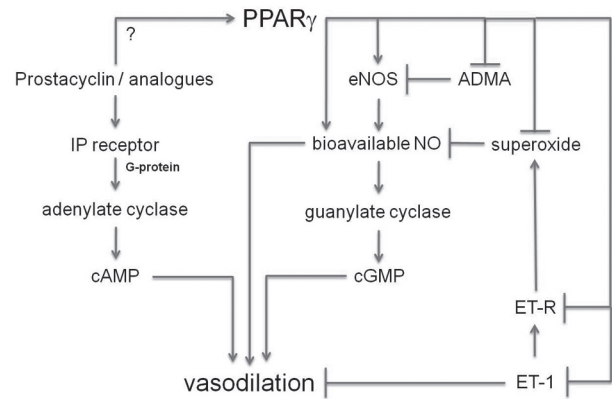 PPARγ
?
Prostacyclin / analogues
eNOS
ADMA
IP receptor
bioavailable NO
superoxide
G-protein
adenylate cyclase
guanylate cyclase
cAMP
cGMP
ET-R
vasodilation
ET-1